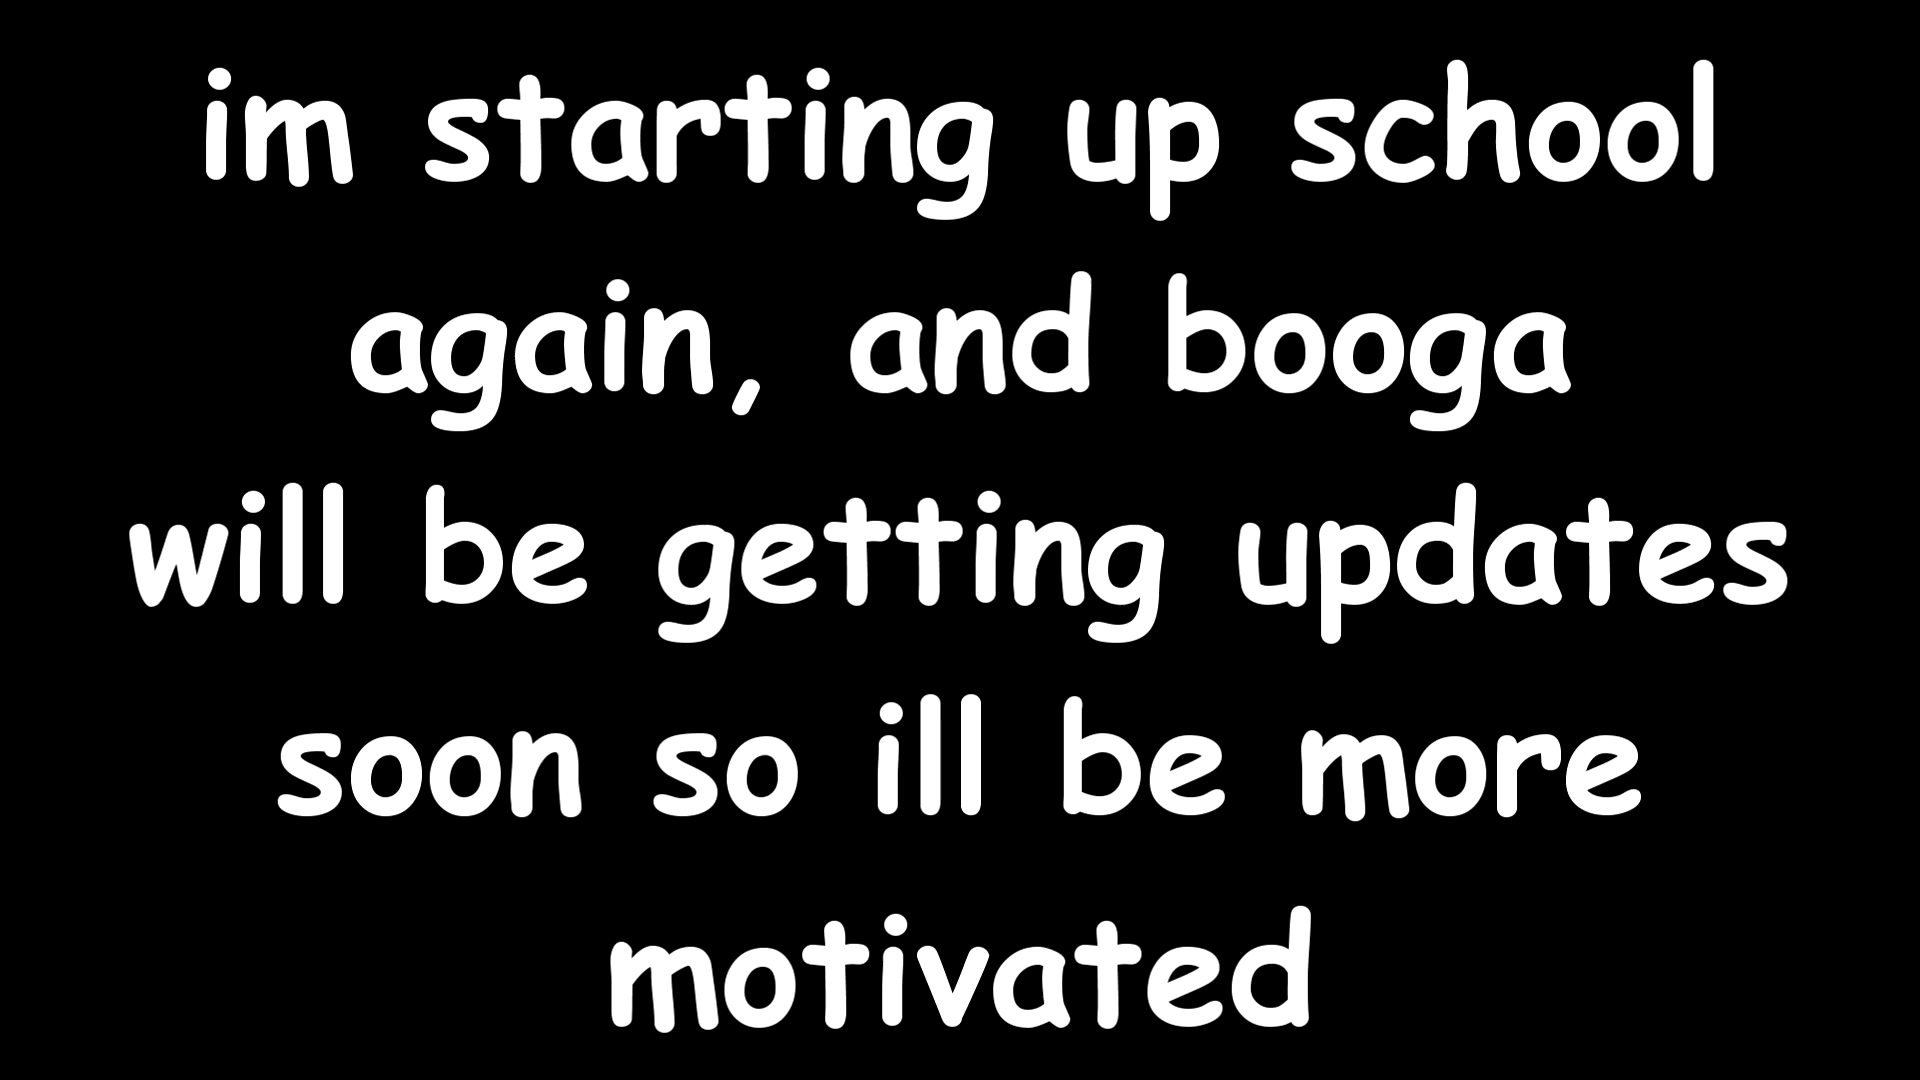 im starting up school
again, and booga
will be getting updates
soon so ill be more
motivated